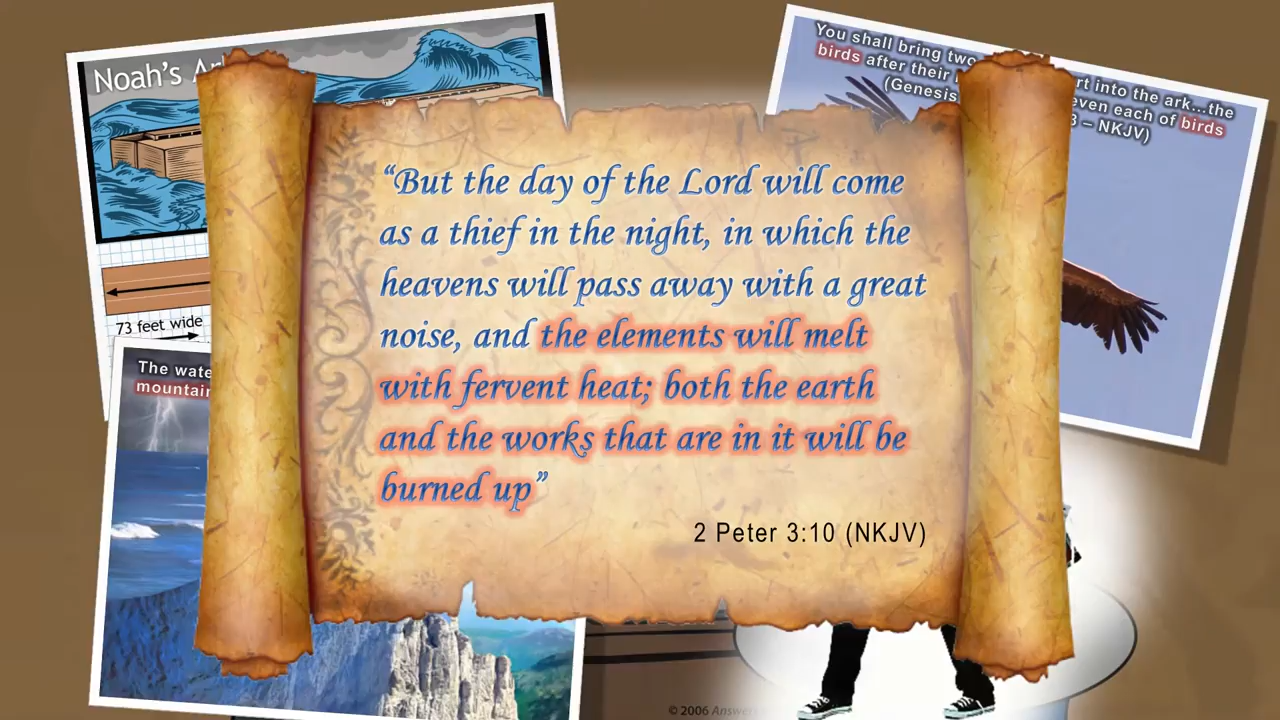 Noah's
You shall bring two
birds after their
(Genesis
rt into the ark...the
even each of birds
3 – NKJV)
“But the day of the Lord will come
as a thief in the night, in which the
heavens will pass away with a great
noise, and the elements will melt
with fervent heat; both the earth
and the works that are in it will be
burned up”
2 Peter 3:10 (NKJV)
73 feet wide
The wate
mountain
© 2006 Answers